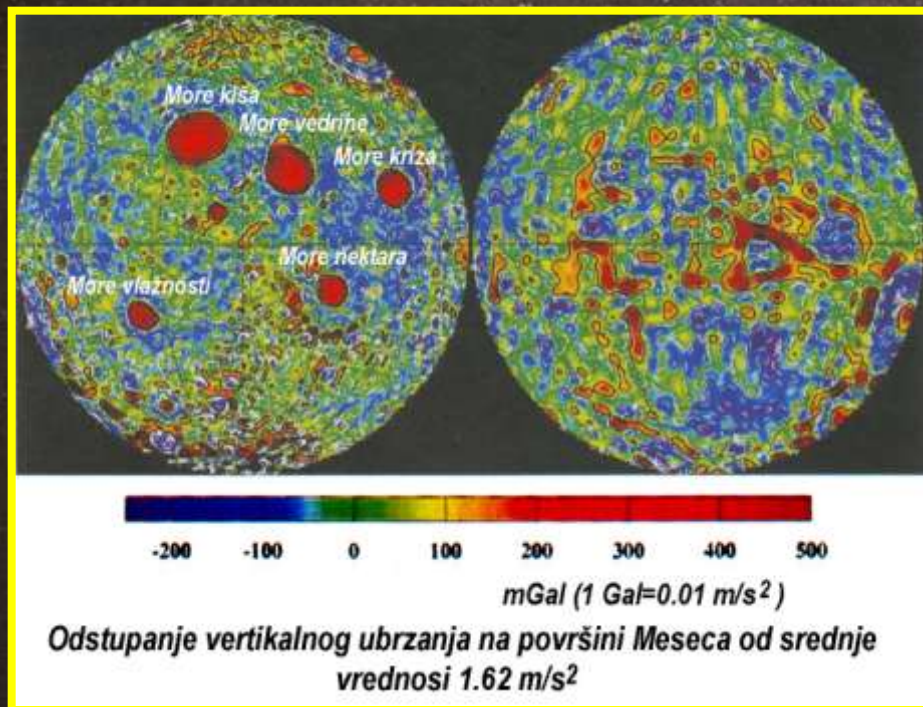 More kiša
More vedrine
More kriza
More nektara
More vlažnosti
-200 -100 0 100 200 300 400 500
mGal (1 Gal=0.01 m/s²)
Odstupanje vertikalnog ubrzanja na površini Meseca od srednje
vrednosi 1.62 m/s²